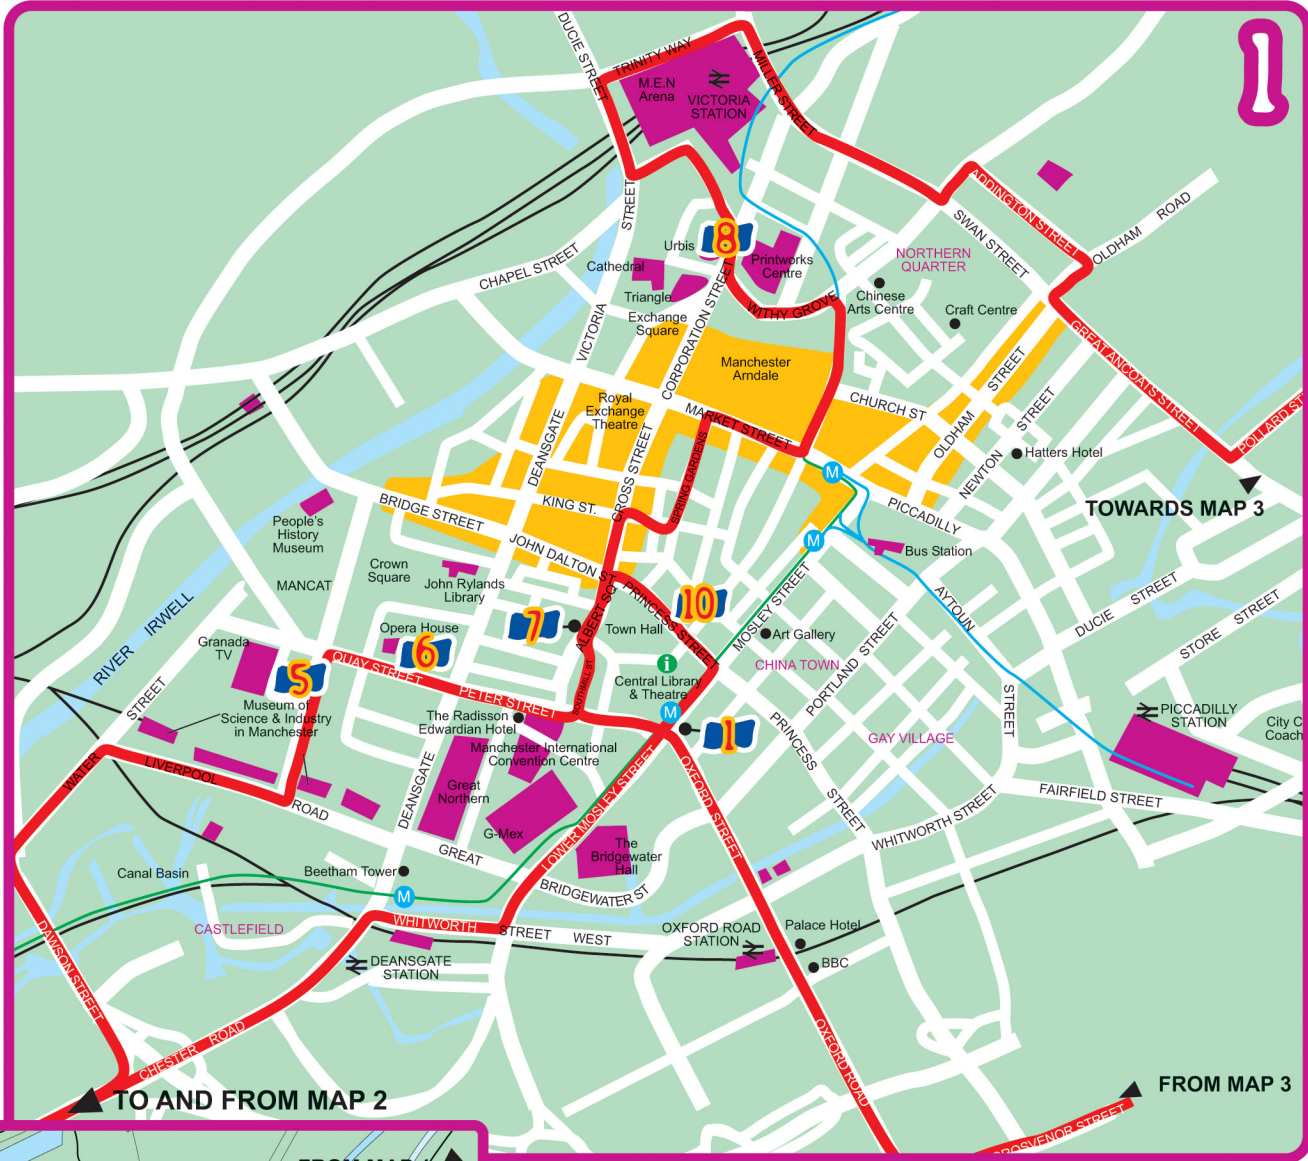 1
DUCIE STREET
TRINITY WAY
M.E.N
Arena
VICTORIA
STATION
MILLER STREET
ADDINGTON STREET
SWAN STREET
OLDHAM ROAD
NORTHERN
QUARTER
STREET
8
Urbis
Printworks
Centre
Cathedral
CHAPEL STREET
Triangle
WITHY GROVE
Chinese
Arts Centre
Craft Centre
Exchange
Square
VICTORIA
CORPORATION STREET
GREAT ANCOATS STREET
Manchester
Arndale
STREET
Royal
Exchange
Theatre
CHURCH ST
MARKET STREET
POLLARD ST
DEANSGATE
CROSS STREET
SPRING GARDENS
OLDHAM
NEWTON STREET
Hatters Hotel
M
TOWARDS MAP 3
KING ST.
BRIDGE STREET
PICCADILLY
People's
History
Museum
JOHN DALTON ST
M
Bus Station
Crown
Square
MANCAT
John Rylands
Library
PRINCESS STREET
10
MOSLEY STREET
AYTOUN
DUCIE STREET
STORE STREET
RIVER IRWELL
7
ALBERT SQ
Town Hall
Art Gallery
Opera House
6
Granada
TV
QUAY STREET
5
i
CHINA TOWN
PORTLAND STREET
Central Library
& Theatre
STREET
PETER STREET
SOUTHMILL ST
Museum of
Science & Industry
in Manchester
The Radisson
Edwardian Hotel
M
1
PRINCESS
STREET
PICCADILLY
STATION
City C
Coach
GAY VILLAGE
Manchester International
Convention Centre
WATER
STREET
LIVERPOOL
ROAD
DEANSGATE
Great
Northern
LOWER MOSLEY STREET
OXFORD STREET
FAIRFIELD STREET
G-Mex
The
Bridgewater
Hall
WHITWORTH STREET
GREAT
BRIDGEWATER ST
Canal Basin
Beetham Tower
M
CASTLEFIELD
WHITWORTH
STREET WEST
OXFORD ROAD
STATION
Palace Hotel
BBC
DAWSON STREET
DEANSGATE
STATION
CHESTER ROAD
OXFORD ROAD
TO AND FROM MAP 2
FROM MAP 3
GROSVENOR STREET